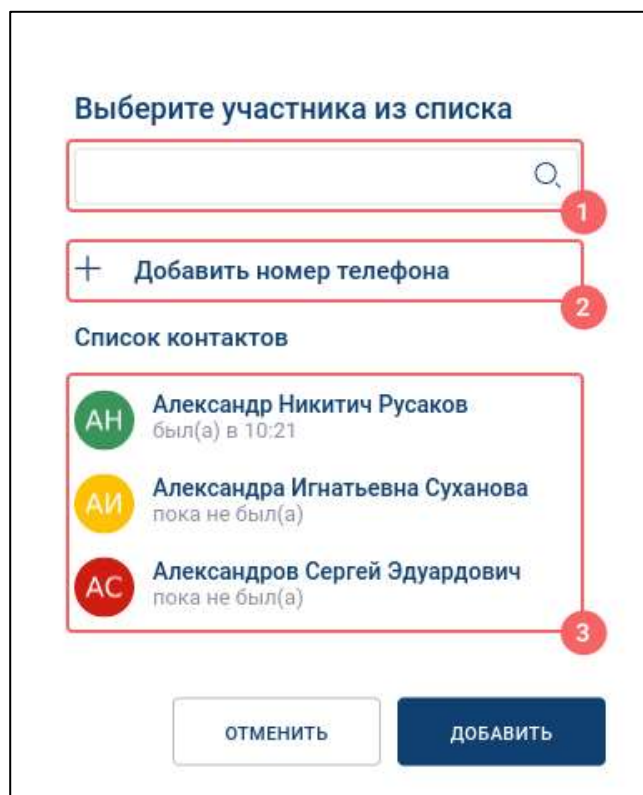 Выберите участника из списка
1
Добавить номер телефона
2
Список контактов
АН
Александр Никитич Русаков
был(а) в 10:21
АИ
Александра Игнатьевна Суханова
пока не был(а)
АС
Александров Сергей Эдуардович
пока не был(а)
3
ОТМЕНИТЬ
ДОБАВИТЬ